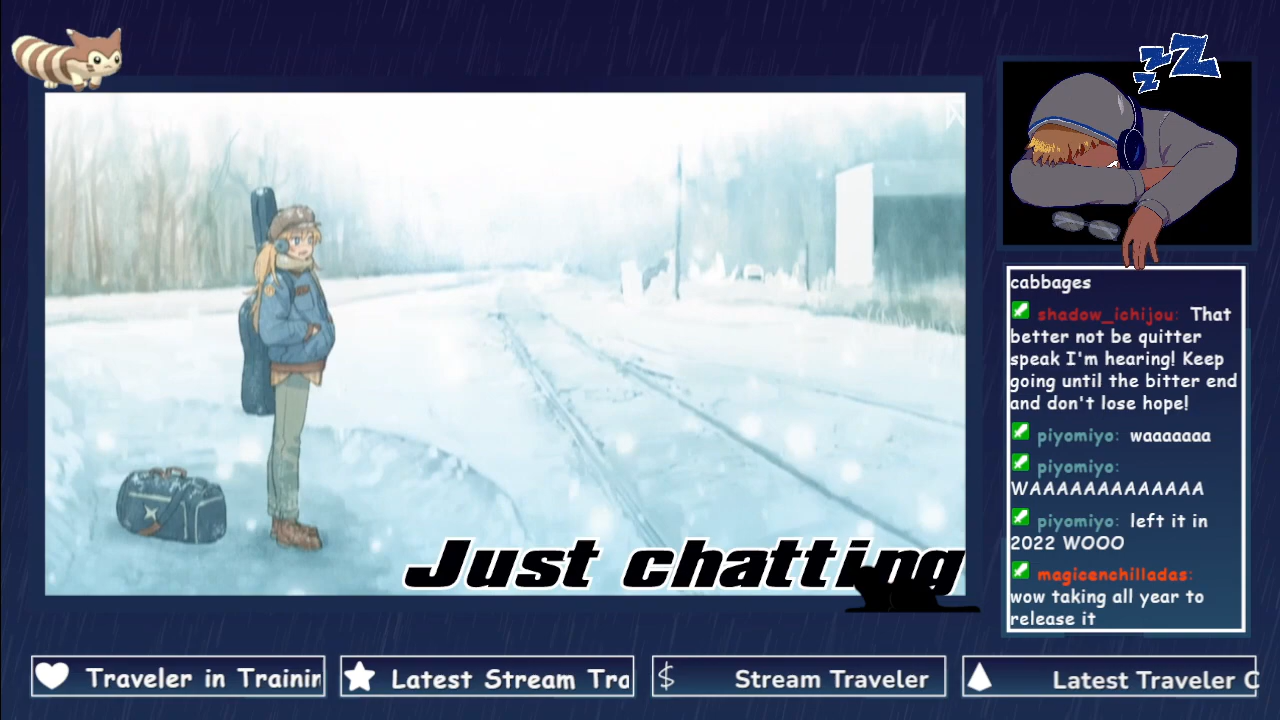 zzZ
cabbages
shadow_ichijou: That
better not be quitter
speak I'm hearing! Keep
going until the bitter end
and don't lose hope!
piyomiyo: waaaaaaa
piyomiyo:
WAAAAAAAAAAAAA
piyomiyo: left it in
2022 WOOO
magicenchilladas:
wow taking all year to
release it
Just chatting
Traveler in Trainin
Latest Stream Tra
$ Stream Traveler
Latest Traveler C